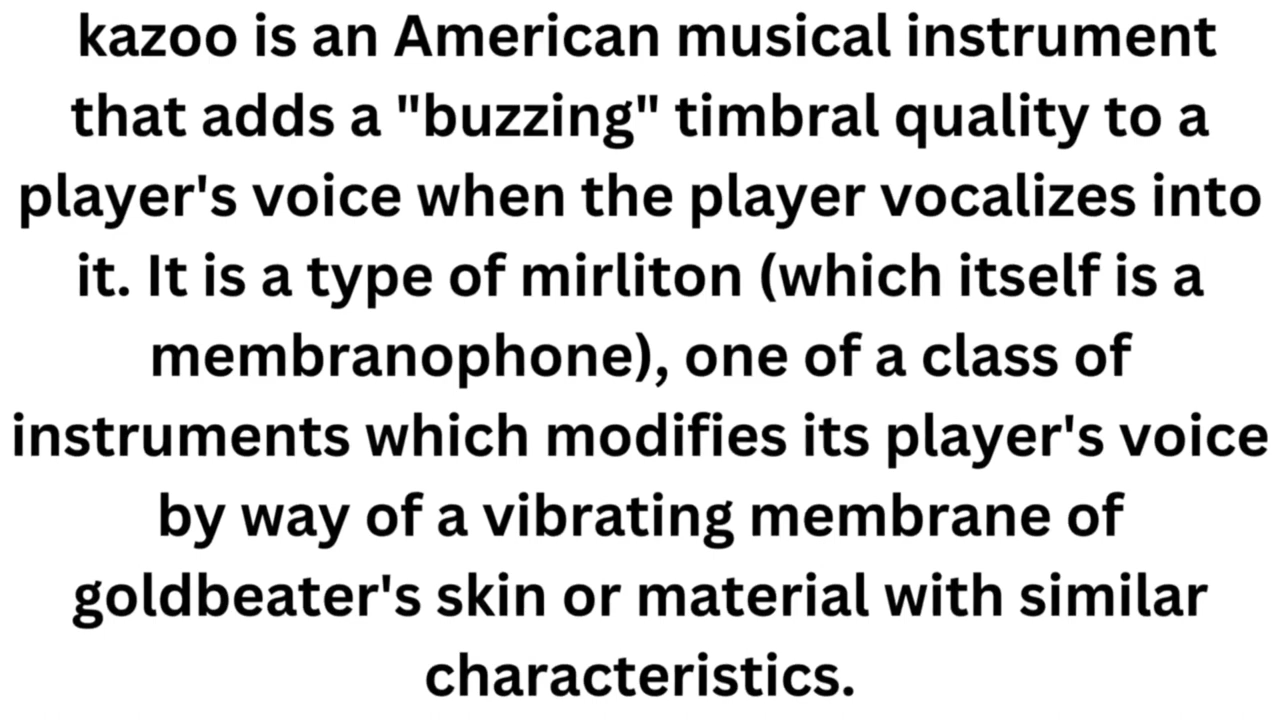 kazoo is an American musical instrument
that adds a "buzzing" timbral quality to a
player's voice when the player vocalizes into
it. It is a type of mirliton (which itself is a
membranophone), one of a class of
instruments which modifies its player's voice
by way of a vibrating membrane of
goldbeater's skin or material with similar
characteristics.